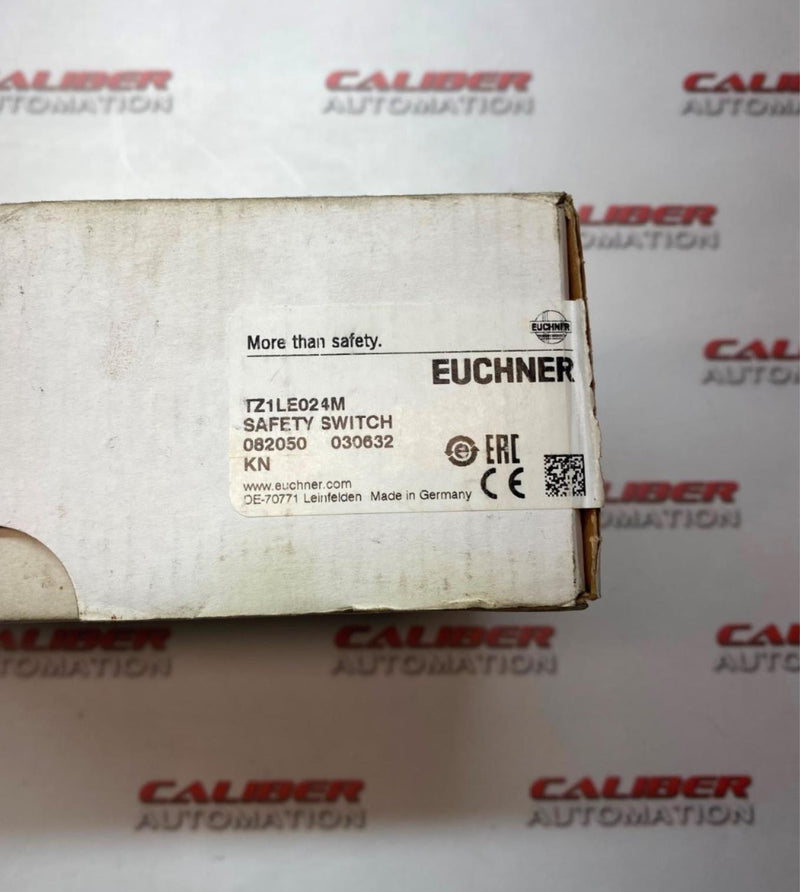 CALIBER
AUTOMATION
CALIBER
AUTOMATION
CALIBER
AUTOMATION
CALIBER
AUTOMATION
EUCHNER
More than safety.
EUCHNER
TZ1LE024M
SAFETY SWITCH
082050 030632
KN
EAC
CE
www.euchner.com
DE-70771 Leinfelden Made in Germany
CALIBER
AUTOMATION
CALIBER
AUTOMATION
CALIBER
AUTOMATION
CALIBER
AUTOMATION
CALIBER
AUTOMATION
CALIBER
AUTOMATION
CALIBER
AUTOMATION